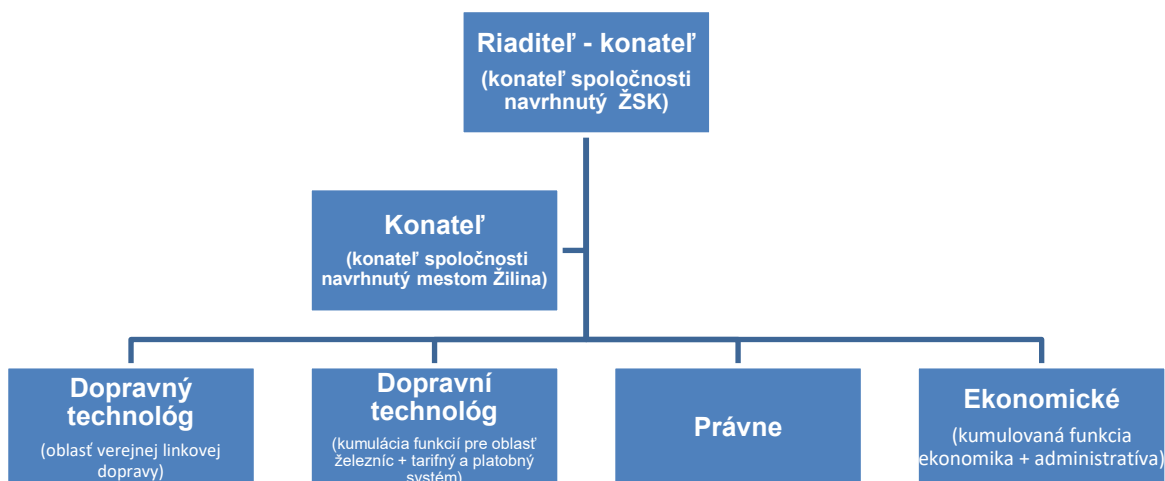 Riaditeľ - konateľ
(konateľ spoločnosti
navrhnutý ŽSK)
Konateľ
(konateľ spoločnosti
navrhnutý mestom Žilina)
Dopravný
technológ
(oblasť verejnej linkovej
dopravy)
Dopravní
technológ
(kumulácia funkcií pre oblasť
železníc + tarifný a platobný
systém)
Právne
Ekonomické
(kumulovaná funkcia
ekonomika + administratíva)